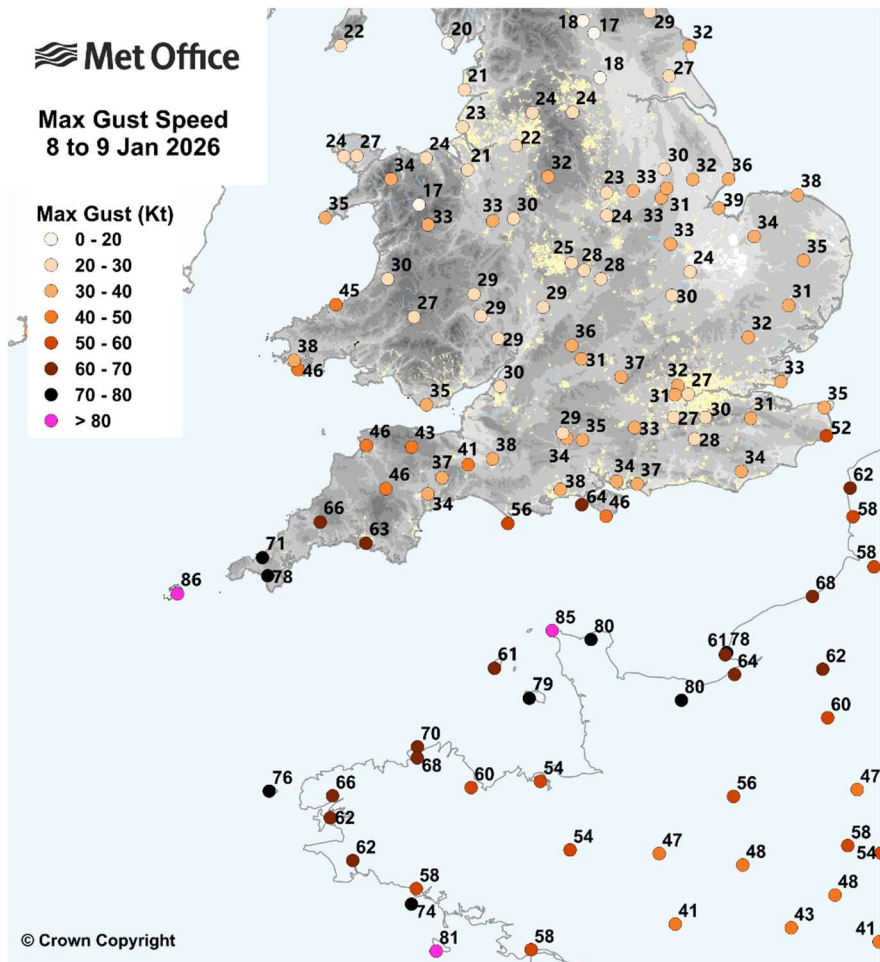 Met Office
Max Gust Speed
8 to 9 Jan 2026
Max Gust (Kt)
0 - 20
20 - 30
30 - 40
40 - 50
50 - 60
60 - 70
70 - 80
> 80
18 17 29
22 20 32
18 27
21
24 24
23
22
24 27 24 21 30
34 32 23 33 32 36 38
17 31 39
35 33 33 30 24 33 34
33
25 28 24 35
30 28
29 30 31
45 27 29 29
29 36 32
38 31
46 37 32 27 33
30 31
35 35
29 35 33 27 30 31 52
46 43 34 28
41 38
37 34 37 34
46 34 38 64 46 62
66 56 58
63
71 58
78
86 68
85 80
61 78
61 64 62
79 80
60
70
68
76 66 60 54 56 47
62
58
62 54 47 48 54
58 48
74 41 43 41
81 58
© Crown Copyright